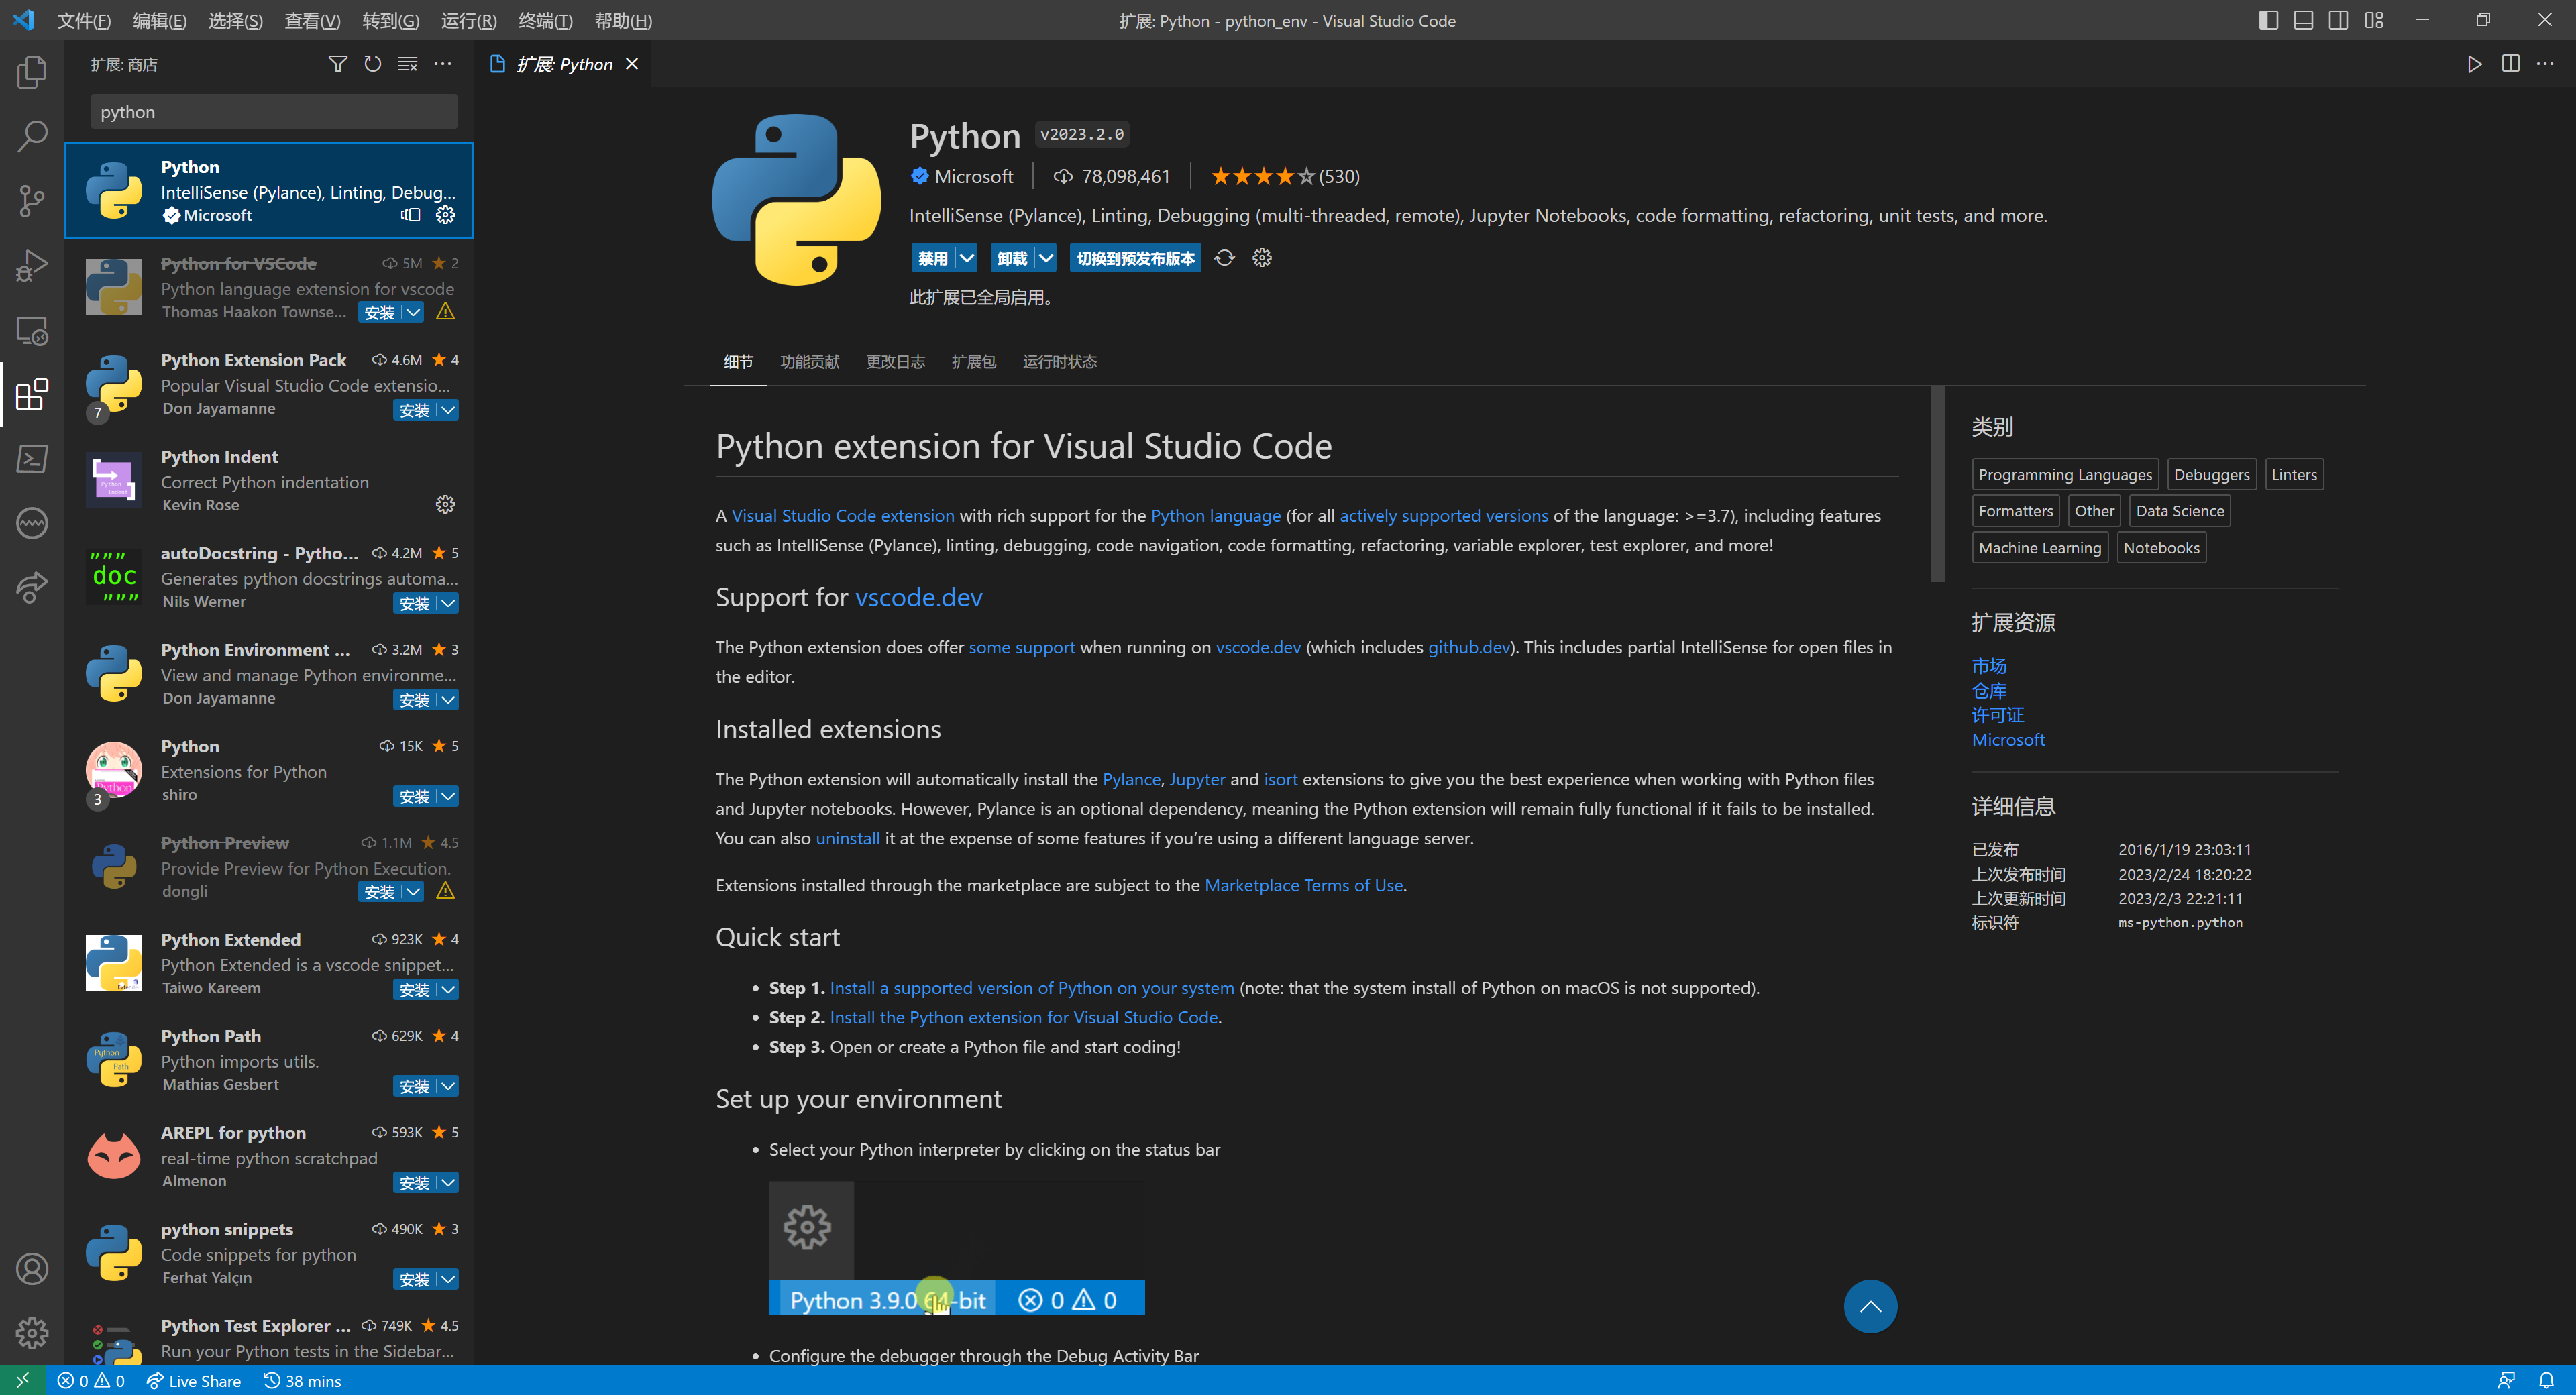 文件(F) 编辑(E) 选择(S) 查看(V) 转到(G) 运行(R) 终端(T) 帮助(H) 扩展: Python - python_env - Visual Studio Code
扩展: 商店
python
Python
IntelliSense (Pylance), Linting, Debug...
Microsoft
Python for VSCode 5M 2
Python language extension for vscode
Thomas Haakon Townse... 安装
Python Extension Pack 4.6M 4
Popular Visual Studio Code extensio...
7
Don Jayamanne 安装
Python Indent
Correct Python indentation
Kevin Rose
autoDocstring - Pytho... 4.2M 5
""" doc """
Generates python docstrings automa...
Nils Werner 安装
Python Environment ... 3.2M 3
View and manage Python environme...
Don Jayamanne 安装
Python 15K 5
Extensions for Python
3
shiro 安装
Python Preview 1.1M 4.5
Provide Preview for Python Execution.
dongli 安装
Python Extended 923K 4
Python Extended is a vscode snippet...
Taiwo Kareem 安装
Python Path 629K 4
Python imports utils.
Mathias Gesbert 安装
AREPL for python 593K 5
real-time python scratchpad
Almenon 安装
python snippets 490K 3
Code snippets for python
Ferhat Yalçın 安装
Python Test Explorer ... 749K 4.5
Run your Python tests in the Sidebar...
扩展: Python
Python v2023.2.0
Microsoft 78,098,461 (530)
IntelliSense (Pylance), Linting, Debugging (multi-threaded, remote), Jupyter Notebooks, code formatting, refactoring, unit tests, and more.
禁用 卸载 切换到预发布版本
此扩展已全局启用。
细节 功能贡献 更改日志 扩展包 运行时状态
Python extension for Visual Studio Code
A Visual Studio Code extension with rich support for the Python language (for all actively supported versions of the language: >=3.7), including features
such as IntelliSense (Pylance), linting, debugging, code navigation, code formatting, refactoring, variable explorer, test explorer, and more!
Support for vscode.dev
The Python extension does offer some support when running on vscode.dev (which includes github.dev). This includes partial IntelliSense for open files in
the editor.
Installed extensions
The Python extension will automatically install the Pylance, Jupyter and isort extensions to give you the best experience when working with Python files
and Jupyter notebooks. However, Pylance is an optional dependency, meaning the Python extension will remain fully functional if it fails to be installed.
You can also uninstall it at the expense of some features if you’re using a different language server.
Extensions installed through the marketplace are subject to the Marketplace Terms of Use.
Quick start
• Step 1. Install a supported version of Python on your system (note: that the system install of Python on macOS is not supported).
• Step 2. Install the Python extension for Visual Studio Code.
• Step 3. Open or create a Python file and start coding!
Set up your environment
• Select your Python interpreter by clicking on the status bar
Python 3.9.0 64-bit 0 0
• Configure the debugger through the Debug Activity Bar
类别
Programming Languages Debuggers Linters
Formatters Other Data Science
Machine Learning Notebooks
扩展资源
市场
仓库
许可证
Microsoft
详细信息
已发布 2016/1/19 23:03:11
上次发布时间 2023/2/24 18:20:22
上次更新时间 2023/2/3 22:21:11
标识符 ms-python.python
0 0 Live Share 38 mins